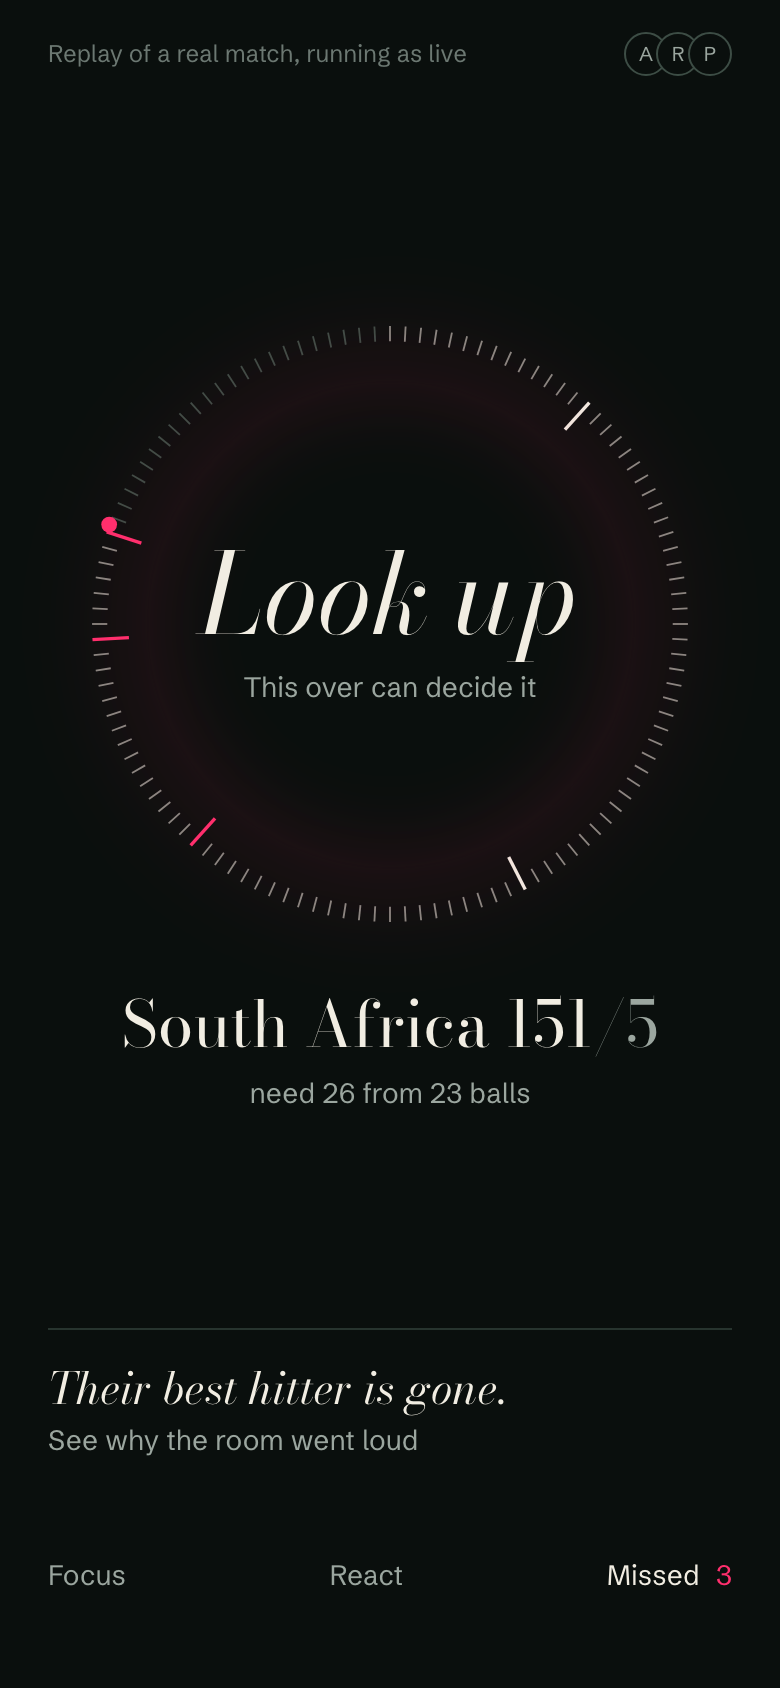 Replay of a real match, running as live
A R P
Look up
This over can decide it
South Africa 151/5
need 26 from 23 balls
Their best hitter is gone.
See why the room went loud
Focus React Missed 3